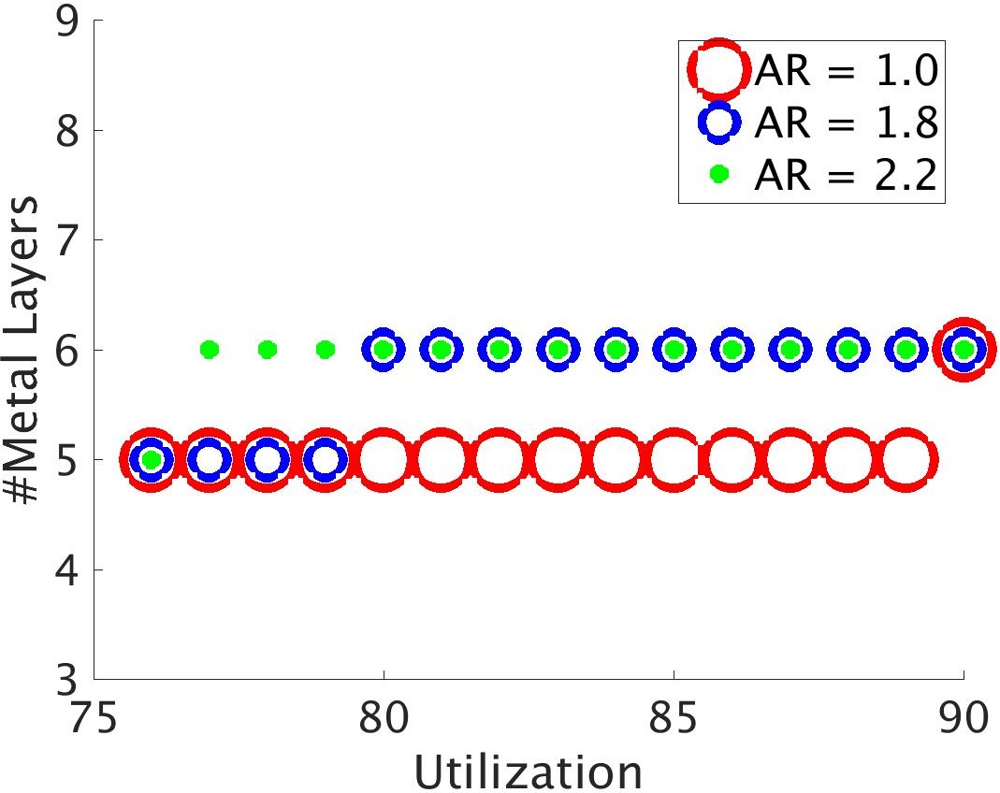 9
8
7
6
5
4
3
#Metal Layers
75 80 85 90
Utilization
AR = 1.0
AR = 1.8
AR = 2.2